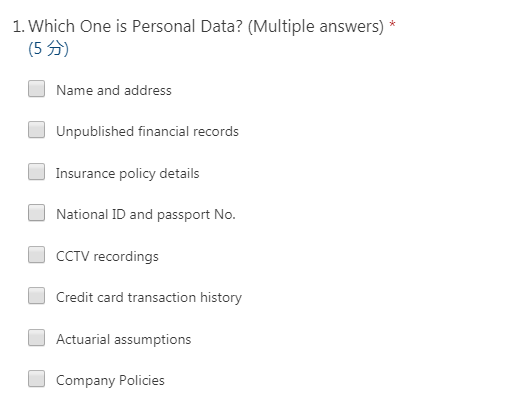 1. Which One is Personal Data? (Multiple answers) *
(5 分)
Name and address
Unpublished financial records
Insurance policy details
National ID and passport No.
CCTV recordings
Credit card transaction history
Actuarial assumptions
Company Policies